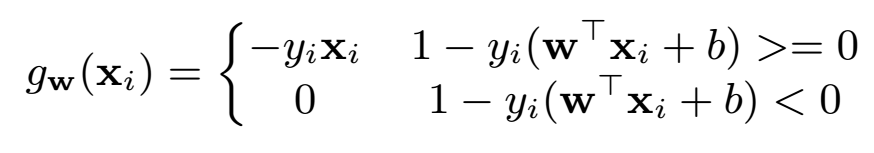 g_w(x_i) = { −y_i x_i   1 − y_i(w^⊤ x_i + b) >= 0
0   1 − y_i(w^⊤ x_i + b) < 0